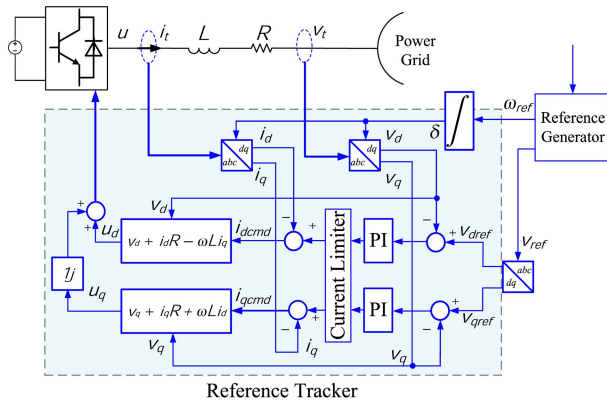 u i_t L R v_t
Power Grid
ω_ref
Reference Generator
δ ∫
i_d v_d
dq abc dq abc
i_q v_q
v_d
v_ref
+ − −
+ u_d v_d + i_d R − ωLi_q i_dcmd + PI + v_dref
1j Current Limiter abc dq
u_q v_q + i_q R + ωLi_d i_qcmd + PI + v_qref
− −
v_q i_q v_q
Reference Tracker